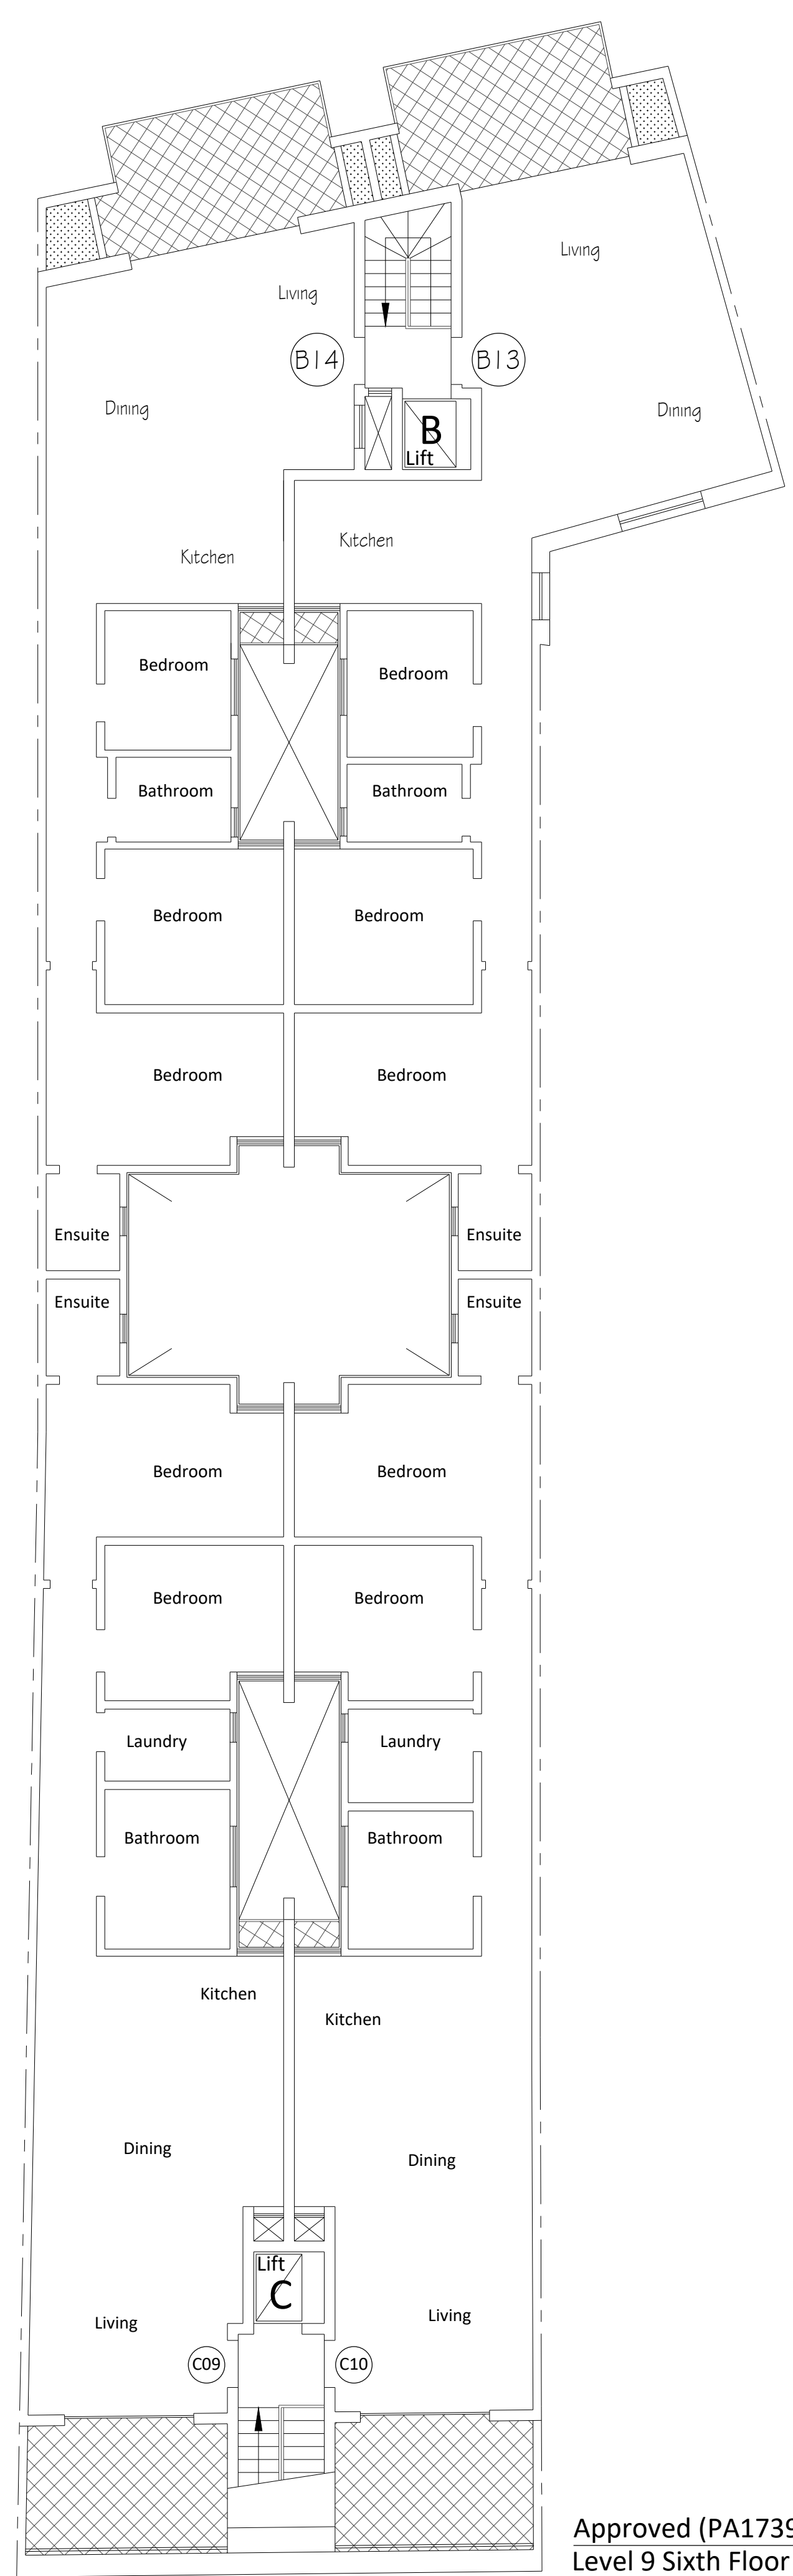 Living
Living
B14
B13
Dining
Dining
B
Lift
Kitchen
Kitchen
Bedroom
Bedroom
Bathroom
Bathroom
Bedroom
Bedroom
Bedroom
Bedroom
Ensuite
Ensuite
Ensuite
Ensuite
Bedroom
Bedroom
Bedroom
Bedroom
Laundry
Laundry
Bathroom
Bathroom
Kitchen
Kitchen
Dining
Dining
Lift
C
Living
Living
C09
C10
Approved (PA1739
Level 9 Sixth Floor